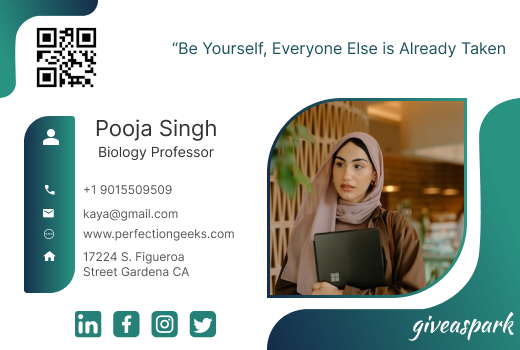 “Be Yourself, Everyone Else is Already Taken
Pooja Singh
Biology Professor
+1 9015509509
kaya@gmail.com
www.perfectiongeeks.com
17224 S. Figueroa
Street Gardena CA
in
giveaspark